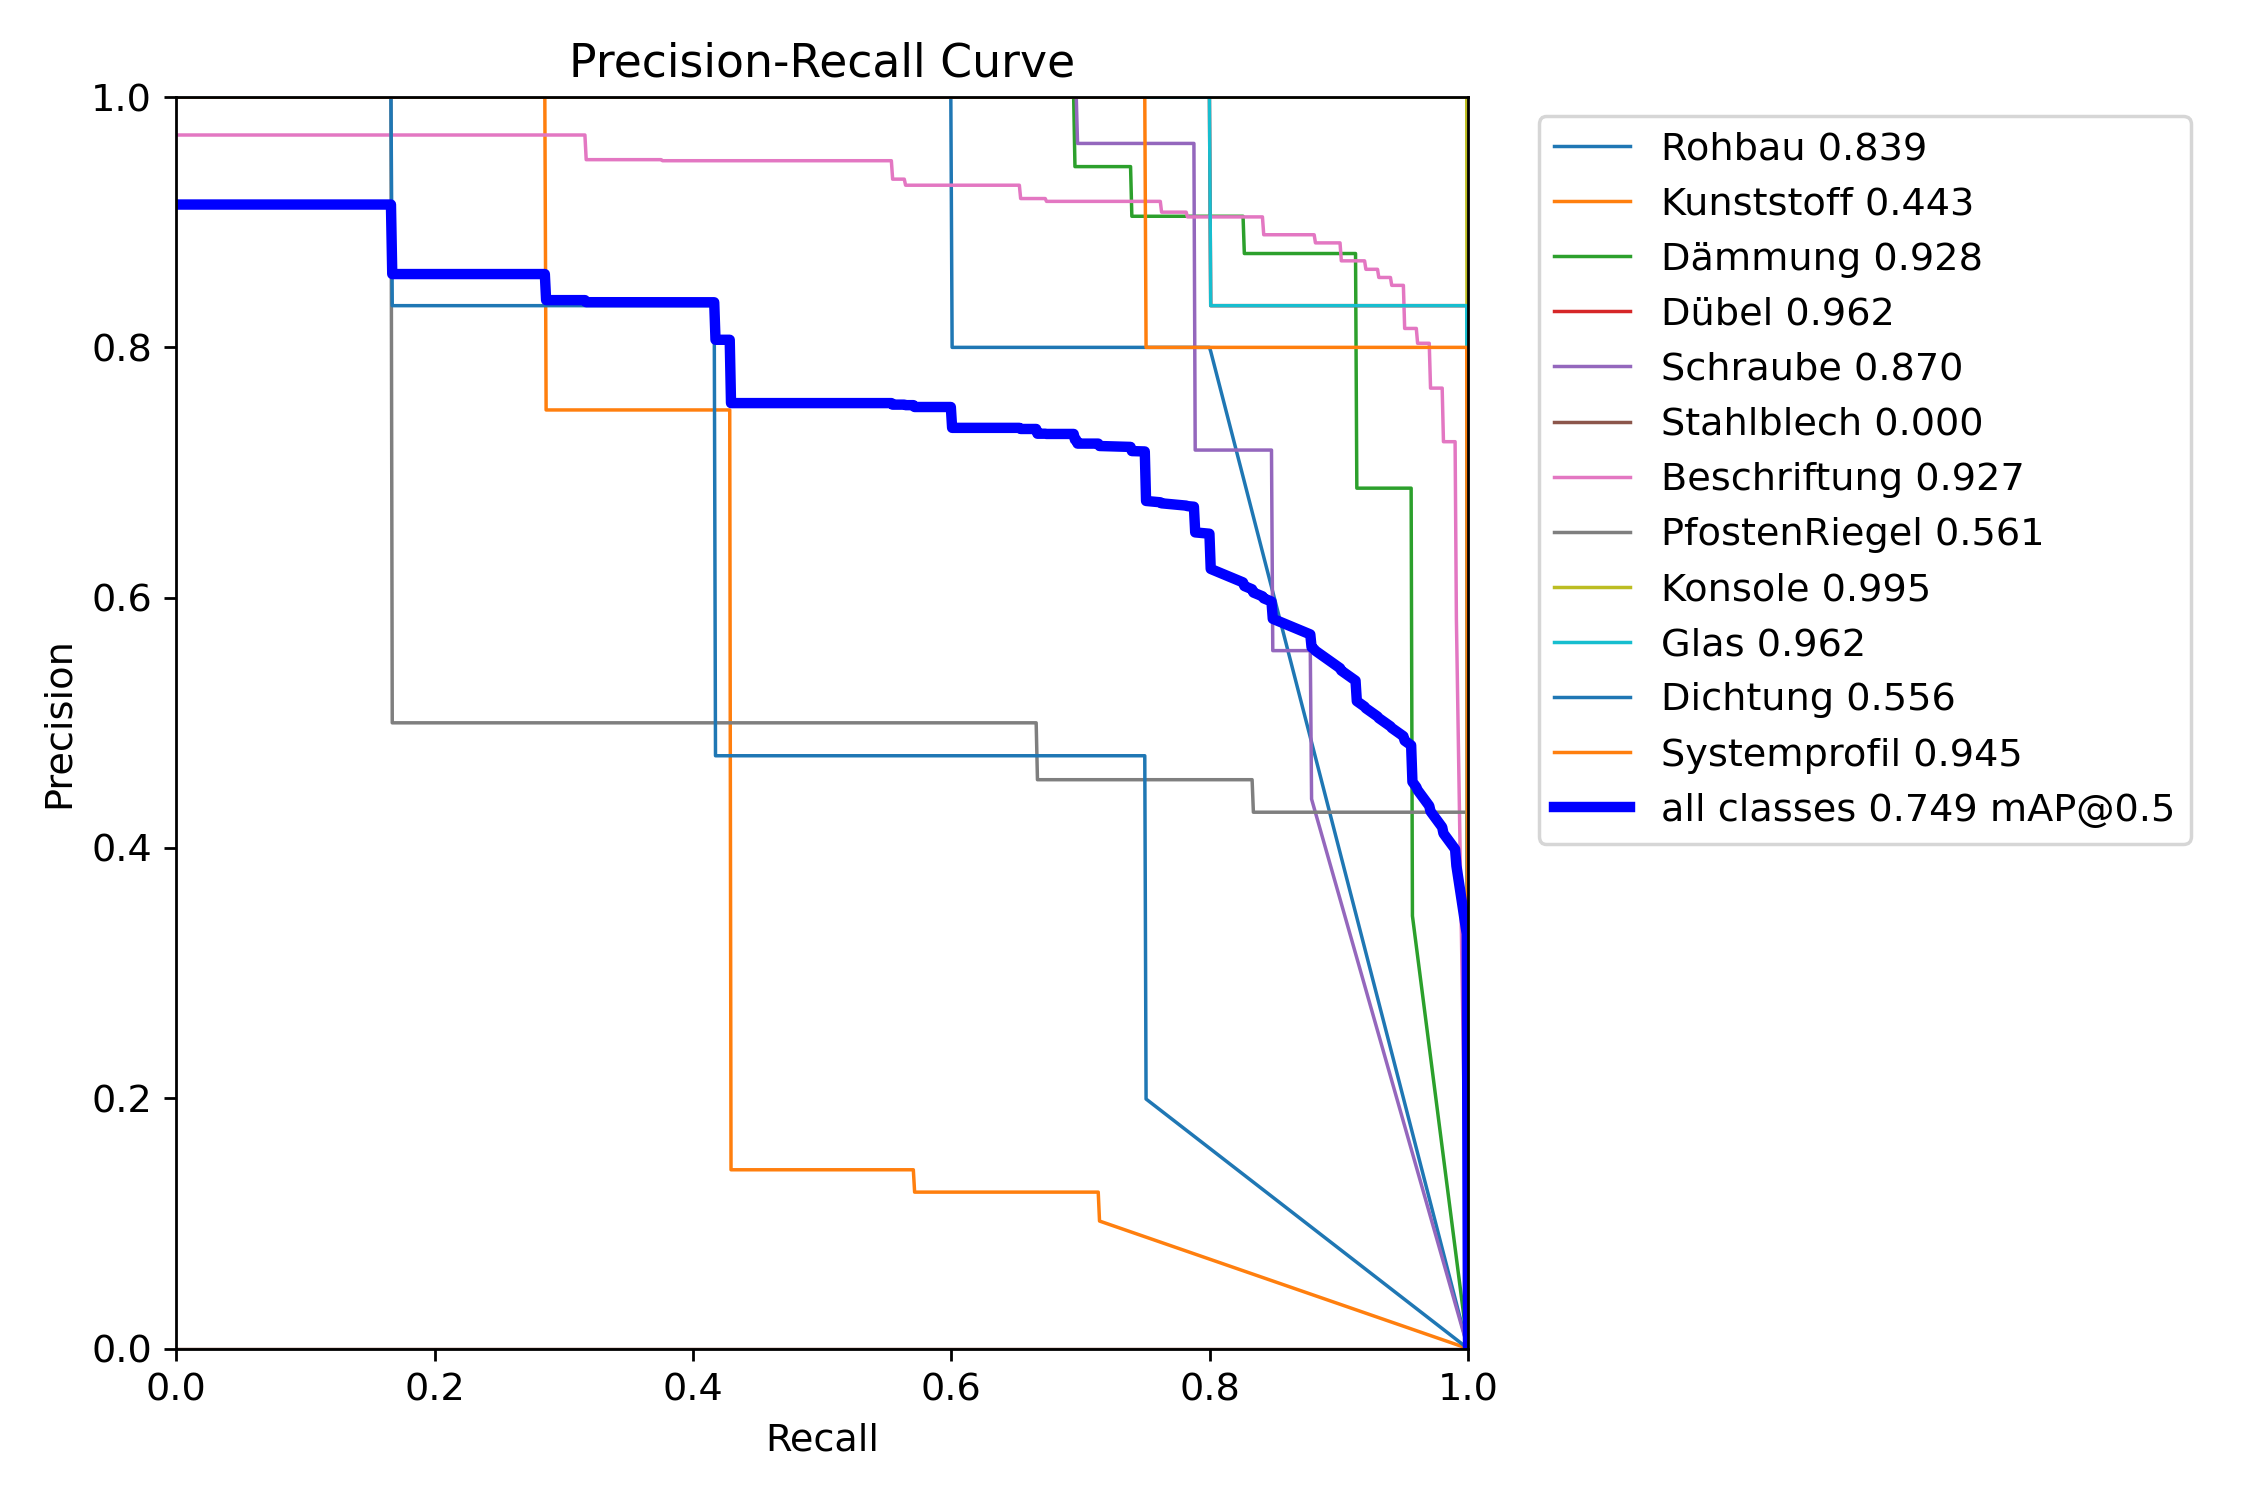 Precision-Recall Curve
1.0
0.8
0.6
0.4
0.2
0.0
Precision
0.0 0.2 0.4 0.6 0.8 1.0
Recall
Rohbau 0.839
Kunststoff 0.443
Dämmung 0.928
Dübel 0.962
Schraube 0.870
Stahlblech 0.000
Beschriftung 0.927
PfostenRiegel 0.561
Konsole 0.995
Glas 0.962
Dichtung 0.556
Systemprofil 0.945
all classes 0.749 mAP@0.5